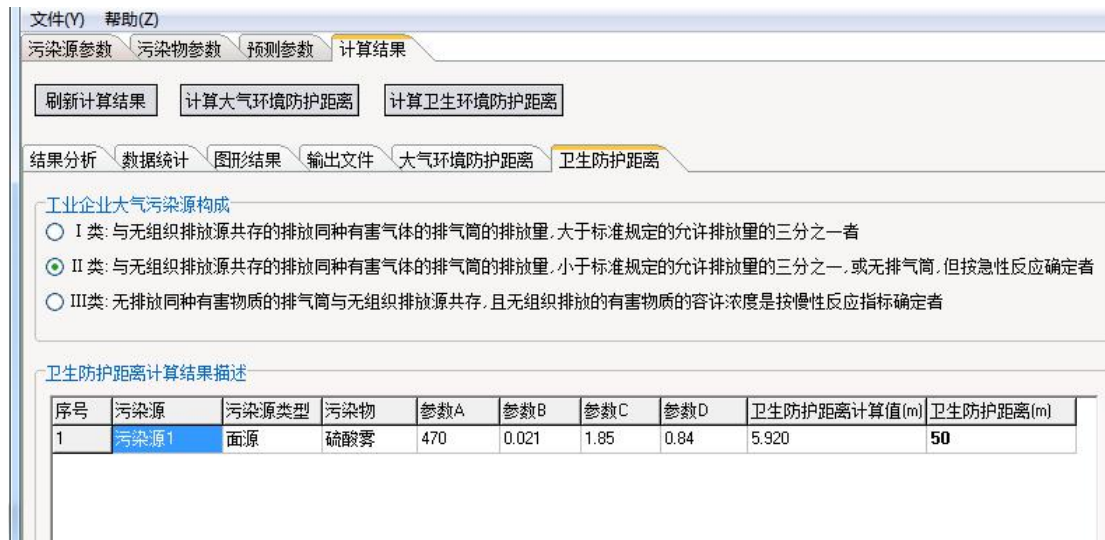 文件(Y) 帮助(Z)
污染源参数 污染物参数 预测参数 计算结果
刷新计算结果 计算大气环境防护距离 计算卫生环境防护距离
结果分析 数据统计 图形结果 输出文件 大气环境防护距离 卫生防护距离
工业企业大气污染源构成
I 类: 与无组织排放源共存的排放同种有害气体的排气筒的排放量,大于标准规定的允许排放量的三分之一者
II 类: 与无组织排放源共存的排放同种有害气体的排气筒的排放量,小于标准规定的允许排放量的三分之一,或无排气筒,但按急性反应确定者
III类: 无排放同种有害物质的排气筒与无组织排放源共存,且无组织排放的有害物质的容许浓度是按慢性反应指标确定者
卫生防护距离计算结果描述
序号 污染源 污染源类型 污染物 参数A 参数B 参数C 参数D 卫生防护距离计算值(m) 卫生防护距离(m)
1 污染源1 面源 硫酸雾 470 0.021 1.85 0.84 5.920 50